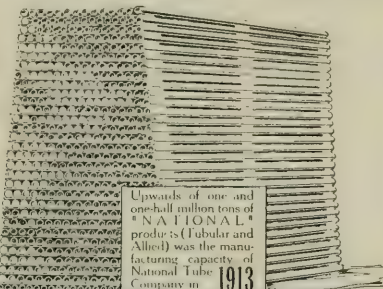 Upwards of one and
one-half million tons of
"NATIONAL"
products (Tubular and
Allied) was the manu-
facturing capacity of
National Tube
Company in 1913